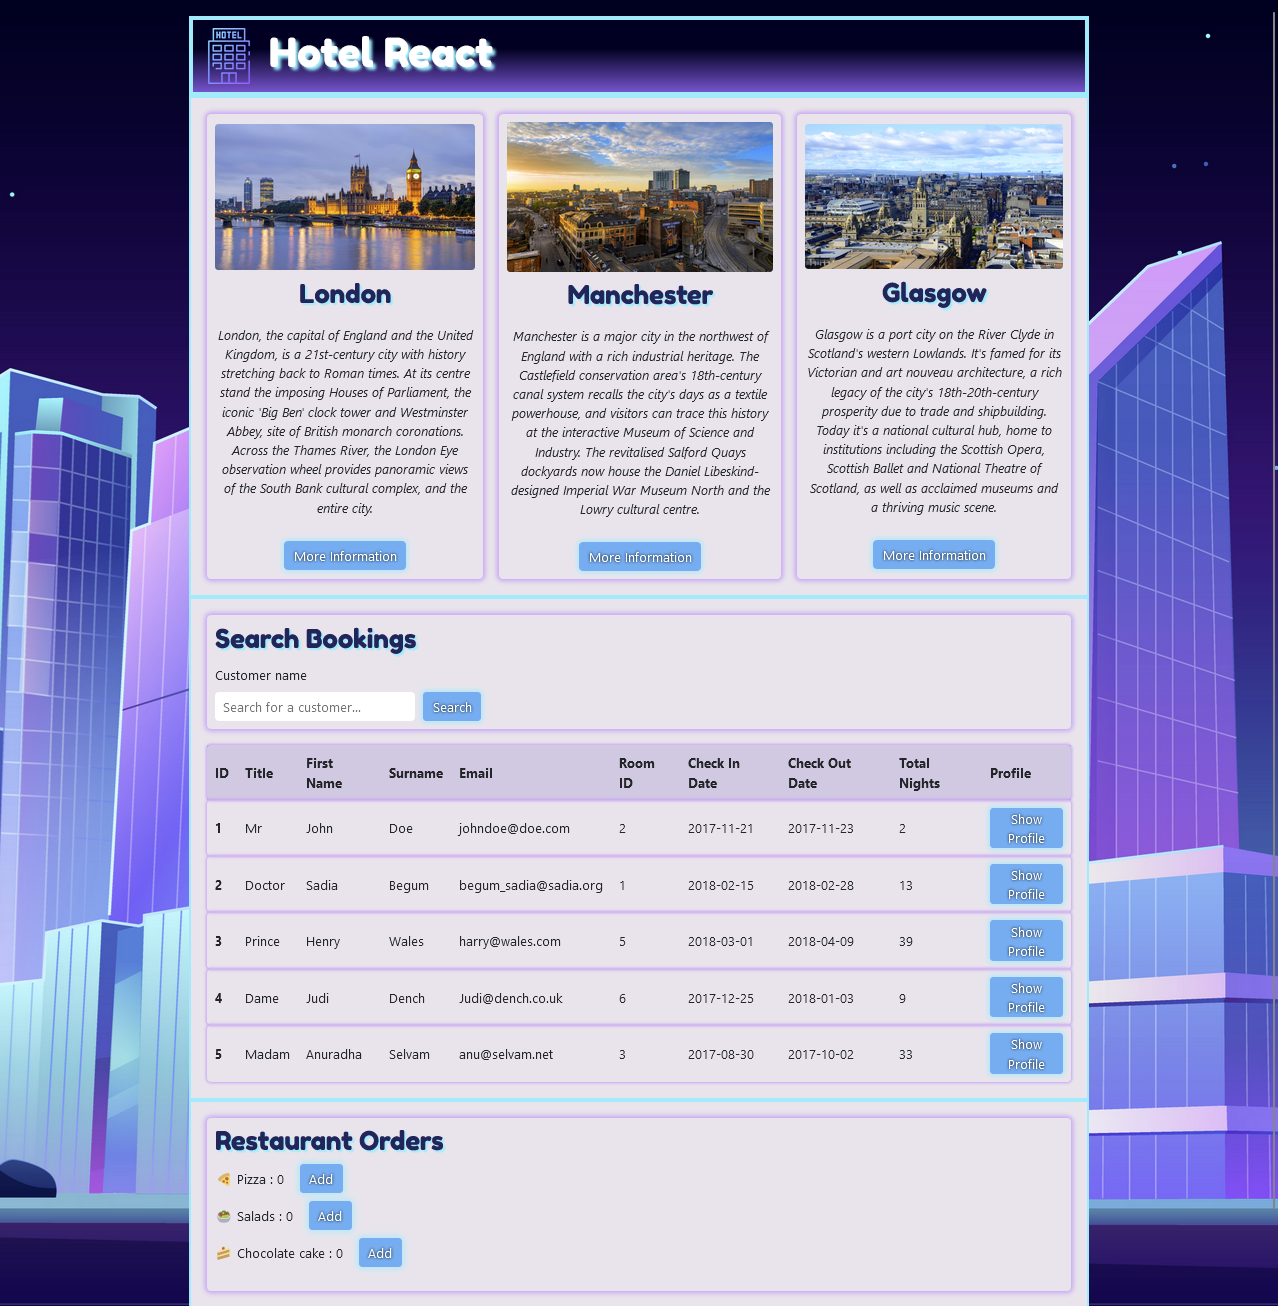 HOTEL
Hotel React
London
London, the capital of England and the United
Kingdom, is a 21st-century city with history
stretching back to Roman times. At its centre
stand the imposing Houses of Parliament, the
iconic 'Big Ben' clock tower and Westminster
Abbey, site of British monarch coronations.
Across the Thames River, the London Eye
observation wheel provides panoramic views
of the South Bank cultural complex, and the
entire city.
More Information
Manchester
Manchester is a major city in the northwest of
England with a rich industrial heritage. The
Castlefield conservation area's 18th-century
canal system recalls the city's days as a textile
powerhouse, and visitors can trace this history
at the interactive Museum of Science and
Industry. The revitalised Salford Quays
dockyards now house the Daniel Libeskind-
designed Imperial War Museum North and the
Lowry cultural centre.
More Information
Glasgow
Glasgow is a port city on the River Clyde in
Scotland's western Lowlands. It's famed for its
Victorian and art nouveau architecture, a rich
legacy of the city's 18th-20th-century
prosperity due to trade and shipbuilding.
Today it's a national cultural hub, home to
institutions including the Scottish Opera,
Scottish Ballet and National Theatre of
Scotland, as well as acclaimed museums and
a thriving music scene.
More Information
Search Bookings
Customer name
Search for a customer... Search
ID Title First Name Surname Email Room ID Check In Date Check Out Date Total Nights Profile
1 Mr John Doe johndoe@doe.com 2 2017-11-21 2017-11-23 2 Show Profile
2 Doctor Sadia Begum begum_sadia@sadia.org 1 2018-02-15 2018-02-28 13 Show Profile
3 Prince Henry Wales harry@wales.com 5 2018-03-01 2018-04-09 39 Show Profile
4 Dame Judi Dench Judi@dench.co.uk 6 2017-12-25 2018-01-03 9 Show Profile
5 Madam Anuradha Selvam anu@selvam.net 3 2017-08-30 2017-10-02 33 Show Profile
Restaurant Orders
Pizza : 0 Add
Salads : 0 Add
Chocolate cake : 0 Add